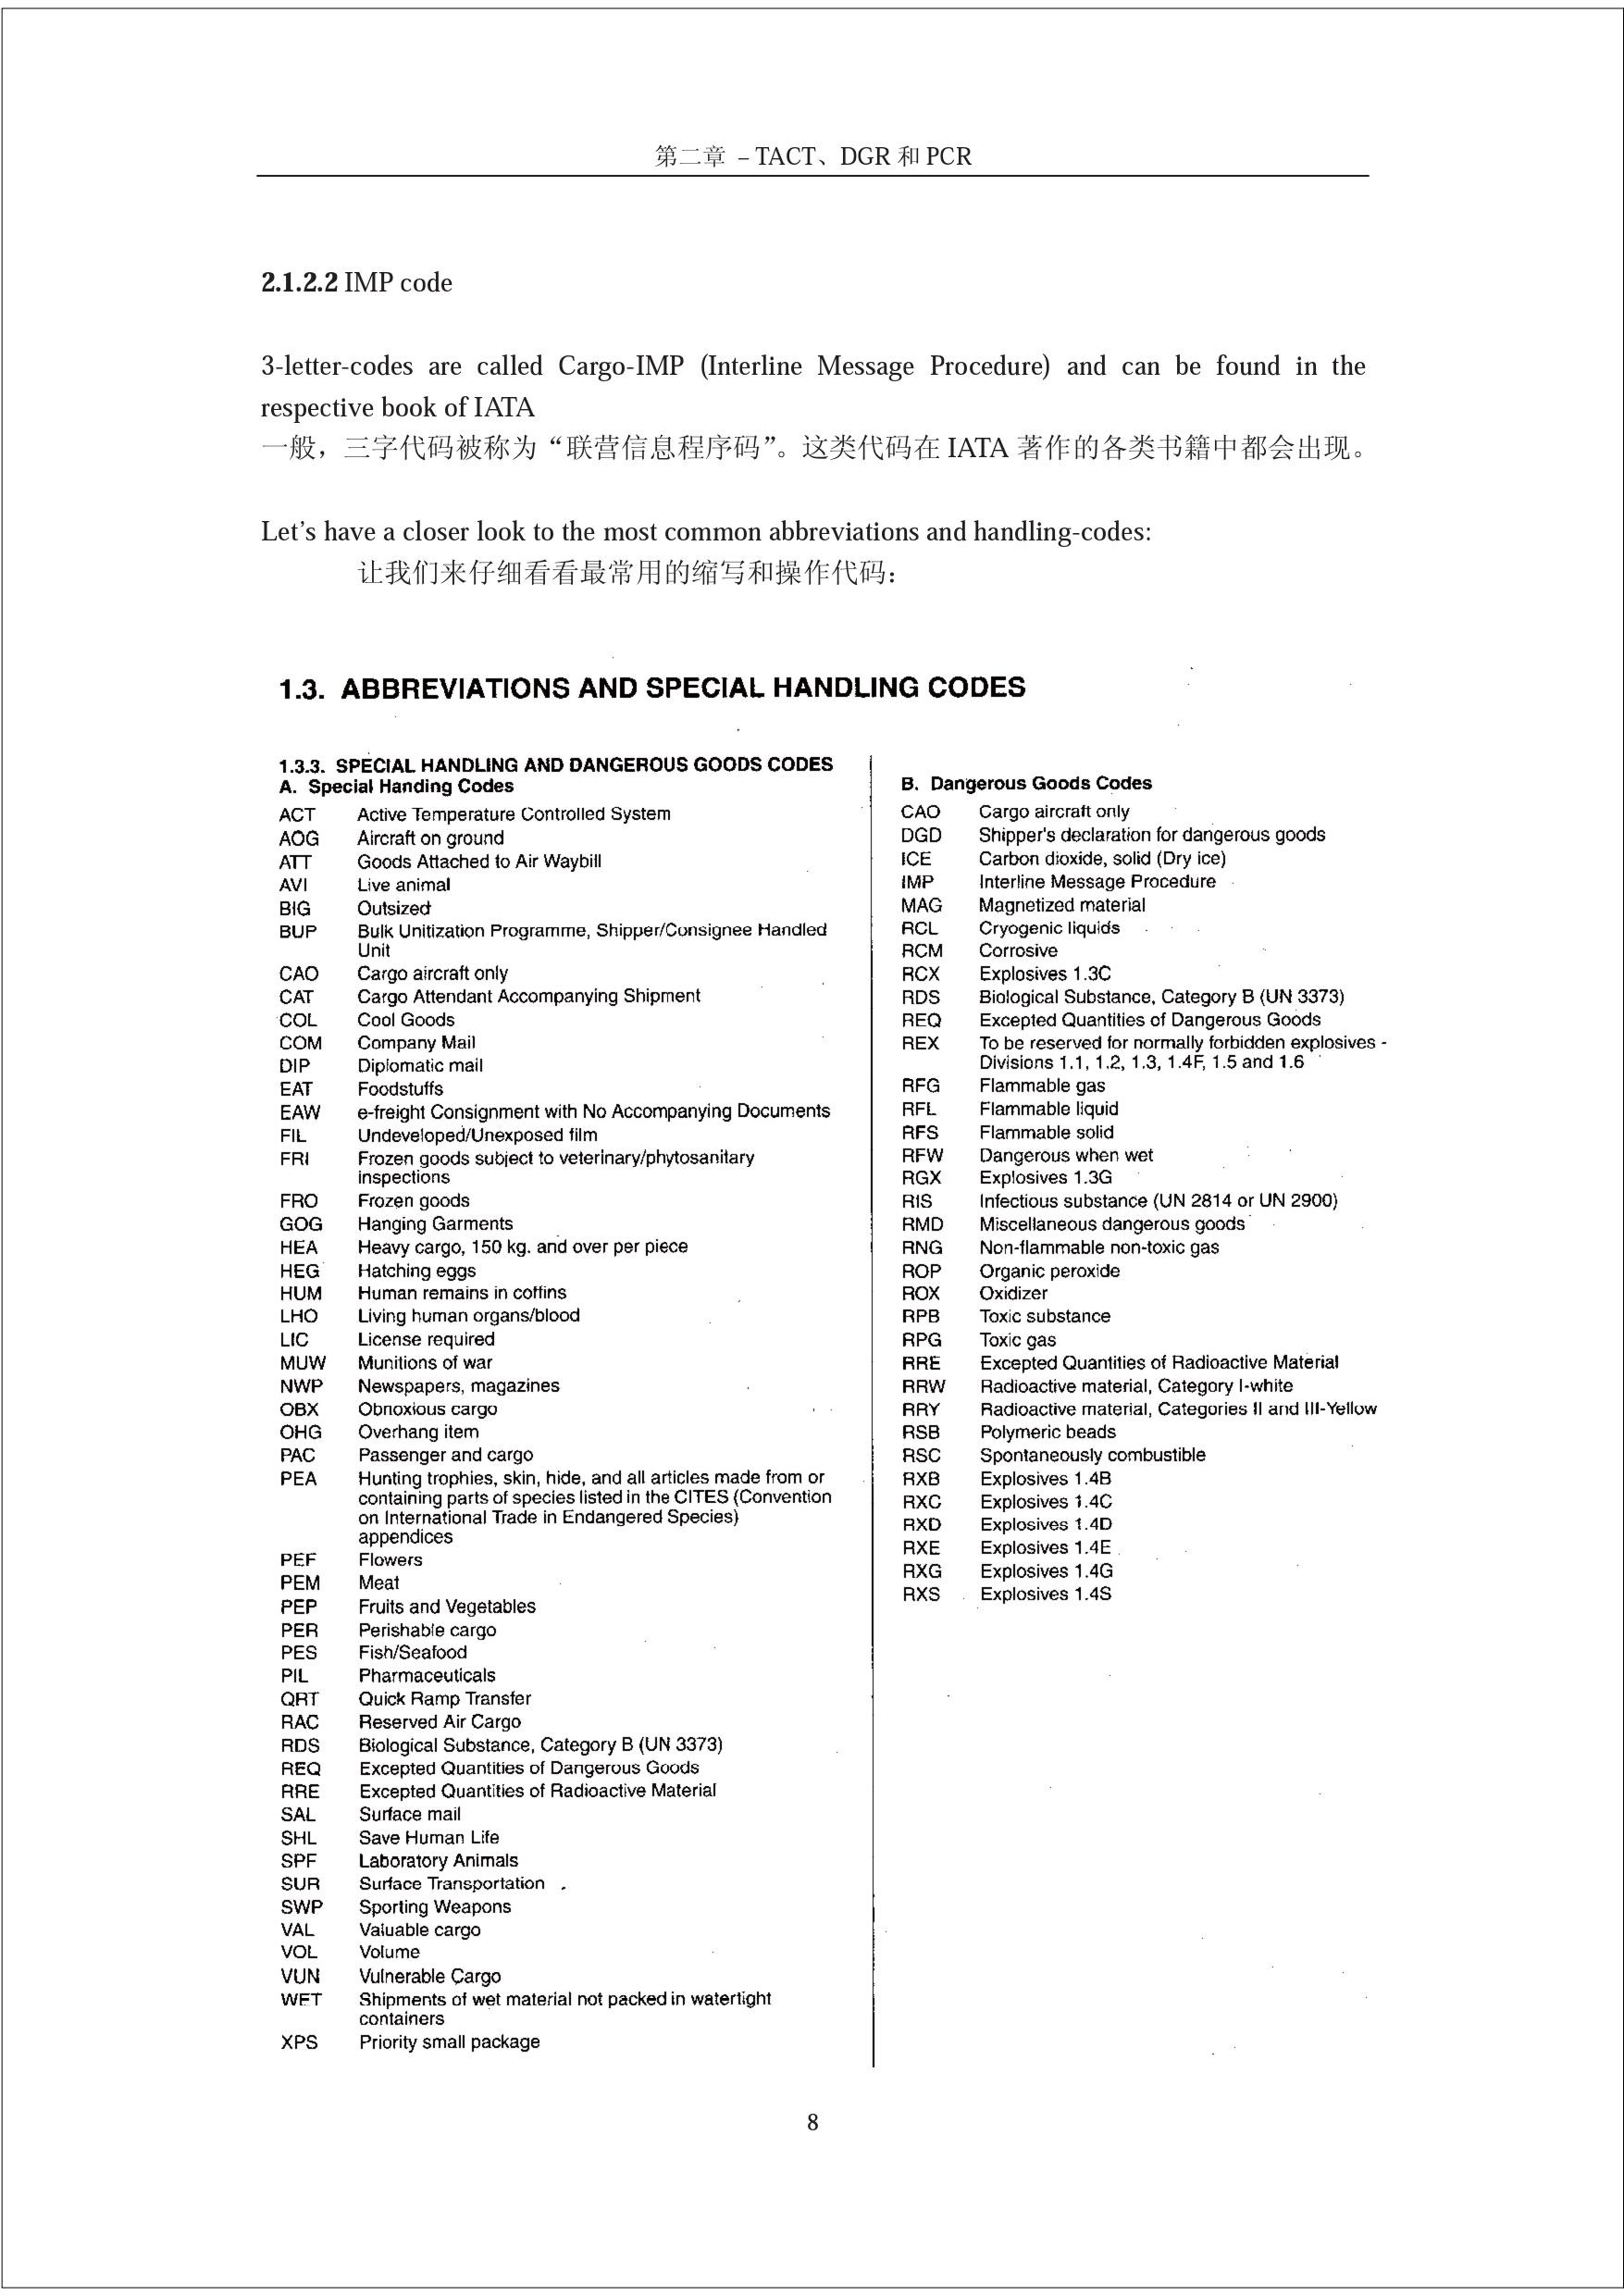 第二章 – TACT、DGR 和 PCR
2.1.2.2 IMP code
3-letter-codes are called Cargo-IMP (Interline Message Procedure) and can be found in the
respective book of IATA
一般，三字代码被称为“联营信息程序码”。这类代码在 IATA 著作的各类书籍中都会出现。
Let’s have a closer look to the most common abbreviations and handling-codes:
让我们来仔细看看最常用的缩写和操作代码：
1.3. ABBREVIATIONS AND SPECIAL HANDLING CODES
1.3.3. SPECIAL HANDLING AND DANGEROUS GOODS CODES
A. Special Handing Codes
ACT Active Temperature Controlled System
AOG Aircraft on ground
ATT Goods Attached to Air Waybill
AVI Live animal
BIG Outsized
BUP Bulk Unitization Programme, Shipper/Consignee Handled
Unit
CAO Cargo aircraft only
CAT Cargo Attendant Accompanying Shipment
COL Cool Goods
COM Company Mail
DIP Diplomatic mail
EAT Foodstuffs
EAW e-freight Consignment with No Accompanying Documents
FIL Undeveloped/Unexposed film
FRI Frozen goods subject to veterinary/phytosanitary
inspections
FRO Frozen goods
GOG Hanging Garments
HEA Heavy cargo, 150 kg. and over per piece
HEG Hatching eggs
HUM Human remains in coffins
LHO Living human organs/blood
LIC License required
MUW Munitions of war
NWP Newspapers, magazines
OBX Obnoxious cargo
OHG Overhang item
PAC Passenger and cargo
PEA Hunting trophies, skin, hide, and all articles made from or
containing parts of species listed in the CITES (Convention
on International Trade in Endangered Species)
appendices
PEF Flowers
PEM Meat
PEP Fruits and Vegetables
PER Perishable cargo
PES Fish/Seafood
PIL Pharmaceuticals
QRT Quick Ramp Transfer
RAC Reserved Air Cargo
RDS Biological Substance, Category B (UN 3373)
REQ Excepted Quantities of Dangerous Goods
RRE Excepted Quantities of Radioactive Material
SAL Surface mail
SHL Save Human Life
SPF Laboratory Animals
SUR Surface Transportation
SWP Sporting Weapons
VAL Valuable cargo
VOL Volume
VUN Vulnerable Cargo
WET Shipments of wet material not packed in watertight
containers
XPS Priority small package
B. Dangerous Goods Codes
CAO Cargo aircraft only
DGD Shipper's declaration for dangerous goods
ICE Carbon dioxide, solid (Dry ice)
IMP Interline Message Procedure
MAG Magnetized material
RCL Cryogenic liquids
RCM Corrosive
RCX Explosives 1.3C
RDS Biological Substance, Category B (UN 3373)
REQ Excepted Quantities of Dangerous Goods
REX To be reserved for normally forbidden explosives -
Divisions 1.1, 1.2, 1.3, 1.4F, 1.5 and 1.6
RFG Flammable gas
RFL Flammable liquid
RFS Flammable solid
RFW Dangerous when wet
RGX Explosives 1.3G
RIS Infectious substance (UN 2814 or UN 2900)
RMD Miscellaneous dangerous goods
RNG Non-flammable non-toxic gas
ROP Organic peroxide
ROX Oxidizer
RPB Toxic substance
RPG Toxic gas
RRE Excepted Quantities of Radioactive Material
RRW Radioactive material, Category I-white
RRY Radioactive material, Categories II and III-Yellow
RSB Polymeric beads
RSC Spontaneously combustible
RXB Explosives 1.4B
RXC Explosives 1.4C
RXD Explosives 1.4D
RXE Explosives 1.4E
RXG Explosives 1.4G
RXS Explosives 1.4S
8